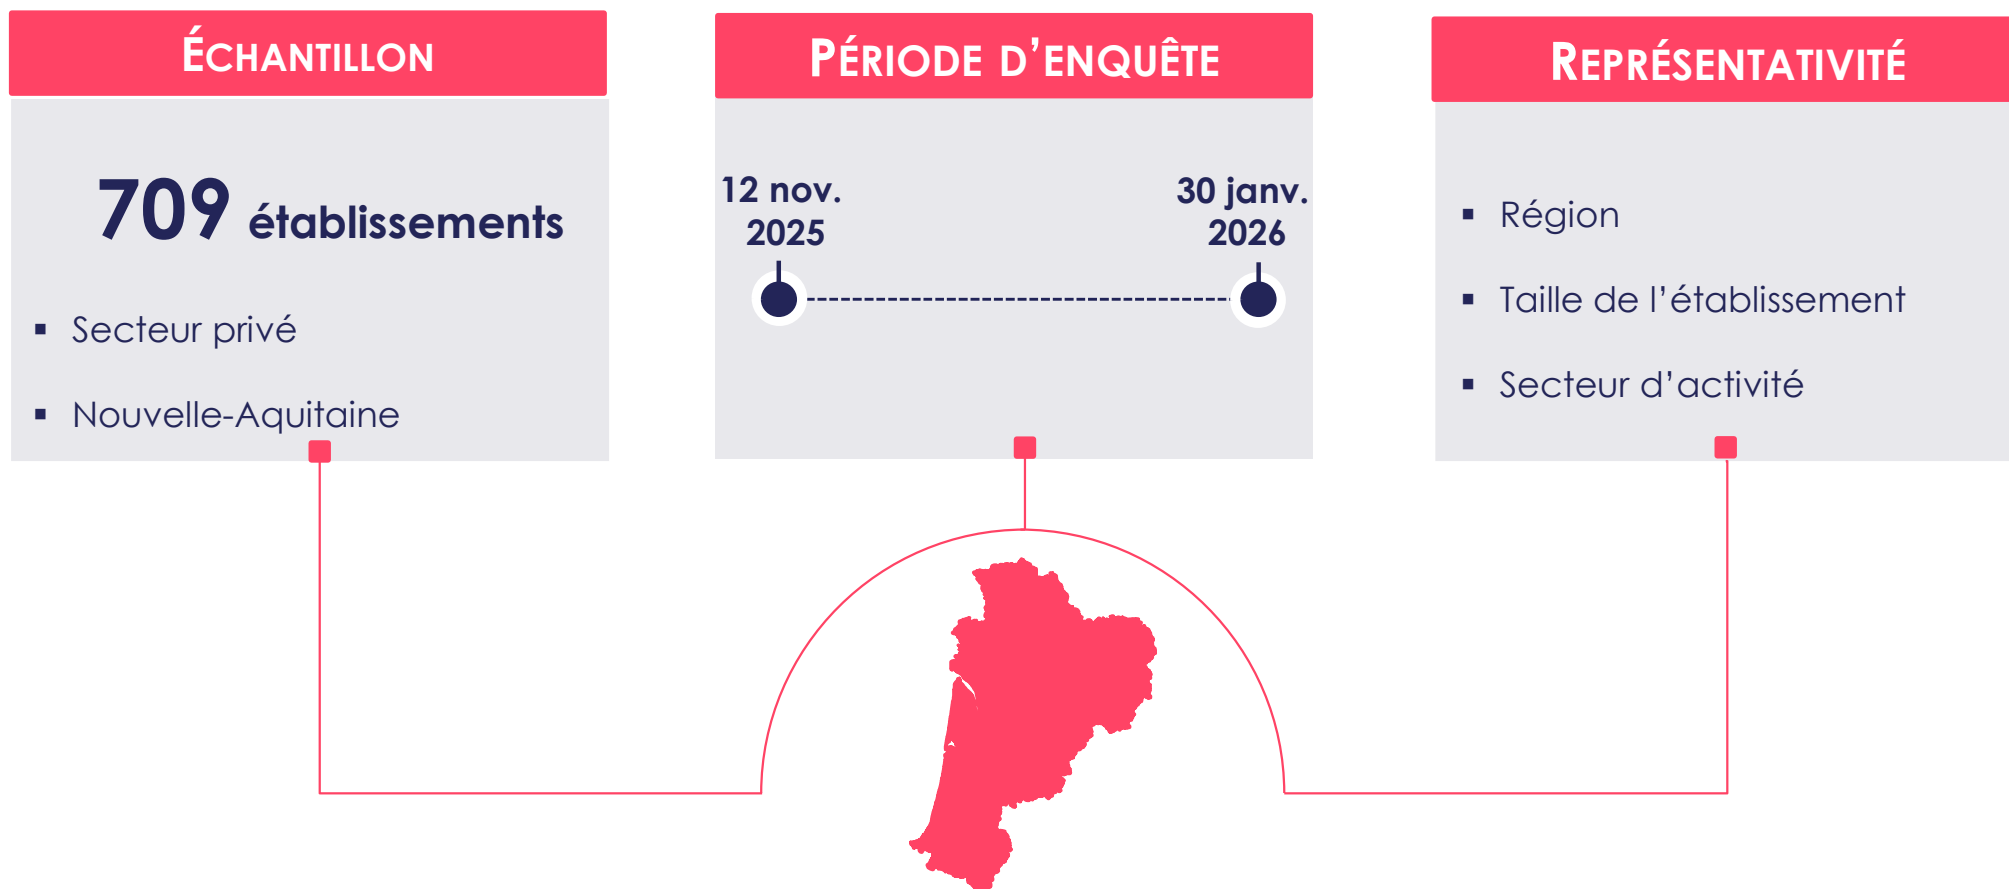 ÉCHANTILLON
709 établissements
▪ Secteur privé
▪ Nouvelle-Aquitaine
PÉRIODE D’ENQUÊTE
12 nov.
2025
30 janv.
2026
REPRÉSENTATIVITÉ
▪ Région
▪ Taille de l’établissement
▪ Secteur d’activité